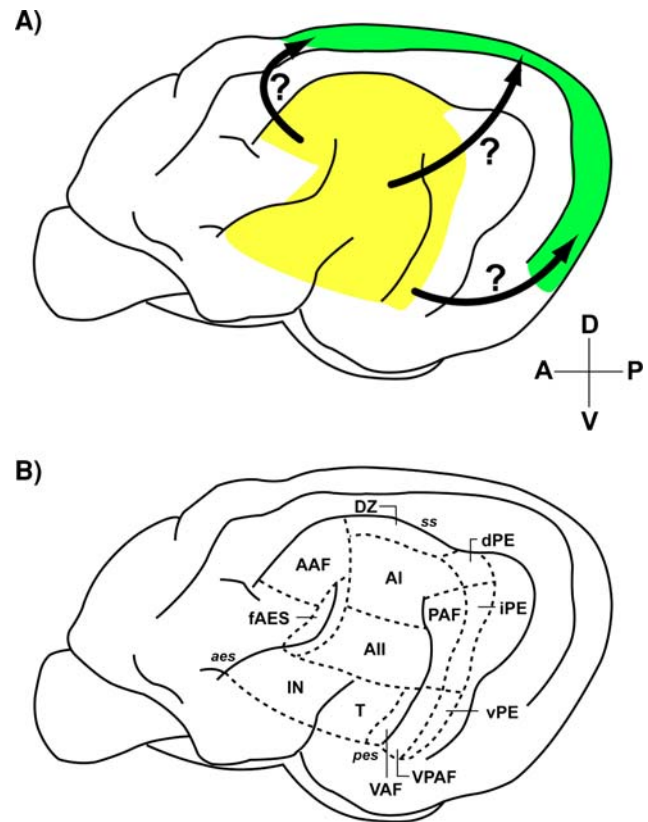 A)
?
?
?
D
A P
V
B)
DZ ss
dPE
AAF
AI
PAF iPE
fAES
AII
aes
IN
T vPE
pes
VAF VPAF